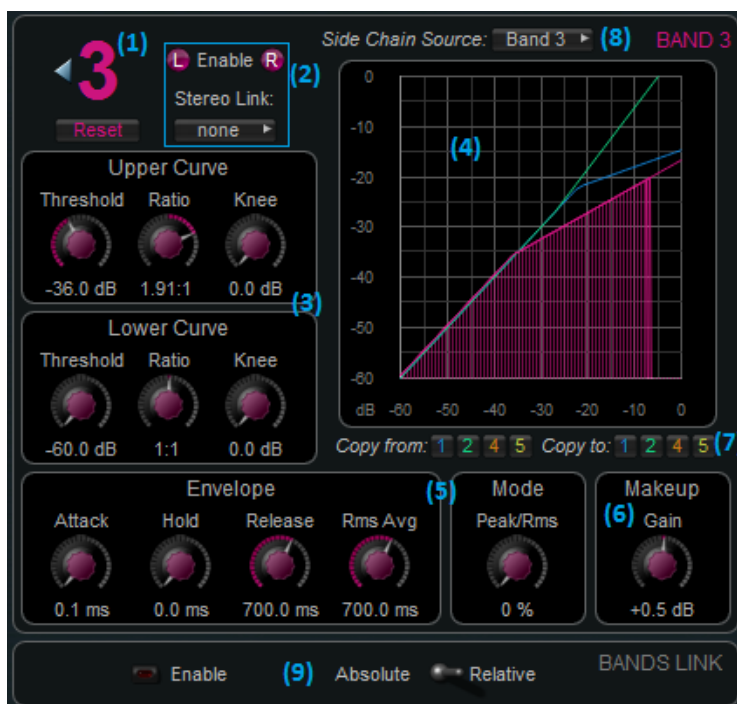 3 (1)
L Enable R (2)
Stereo Link:
none
Reset
Side Chain Source: Band 3 (8) BAND 3
Upper Curve
Threshold Ratio Knee
-36.0 dB 1.91:1 0.0 dB
(3)
Lower Curve
Threshold Ratio Knee
-60.0 dB 1:1 0.0 dB
(4)
0
-10
-20
-30
-40
-50
-60
dB -60 -50 -40 -30 -20 -10 0
Copy from: 1 2 4 5 Copy to: 1 2 4 5 (7
Envelope (5)
Attack Hold Release Rms Avg
0.1 ms 0.0 ms 700.0 ms 700.0 ms
Mode
Peak/Rms
0 %
Makeup
(6) Gain
+0.5 dB
Enable (9) Absolute Relative BANDS LINK